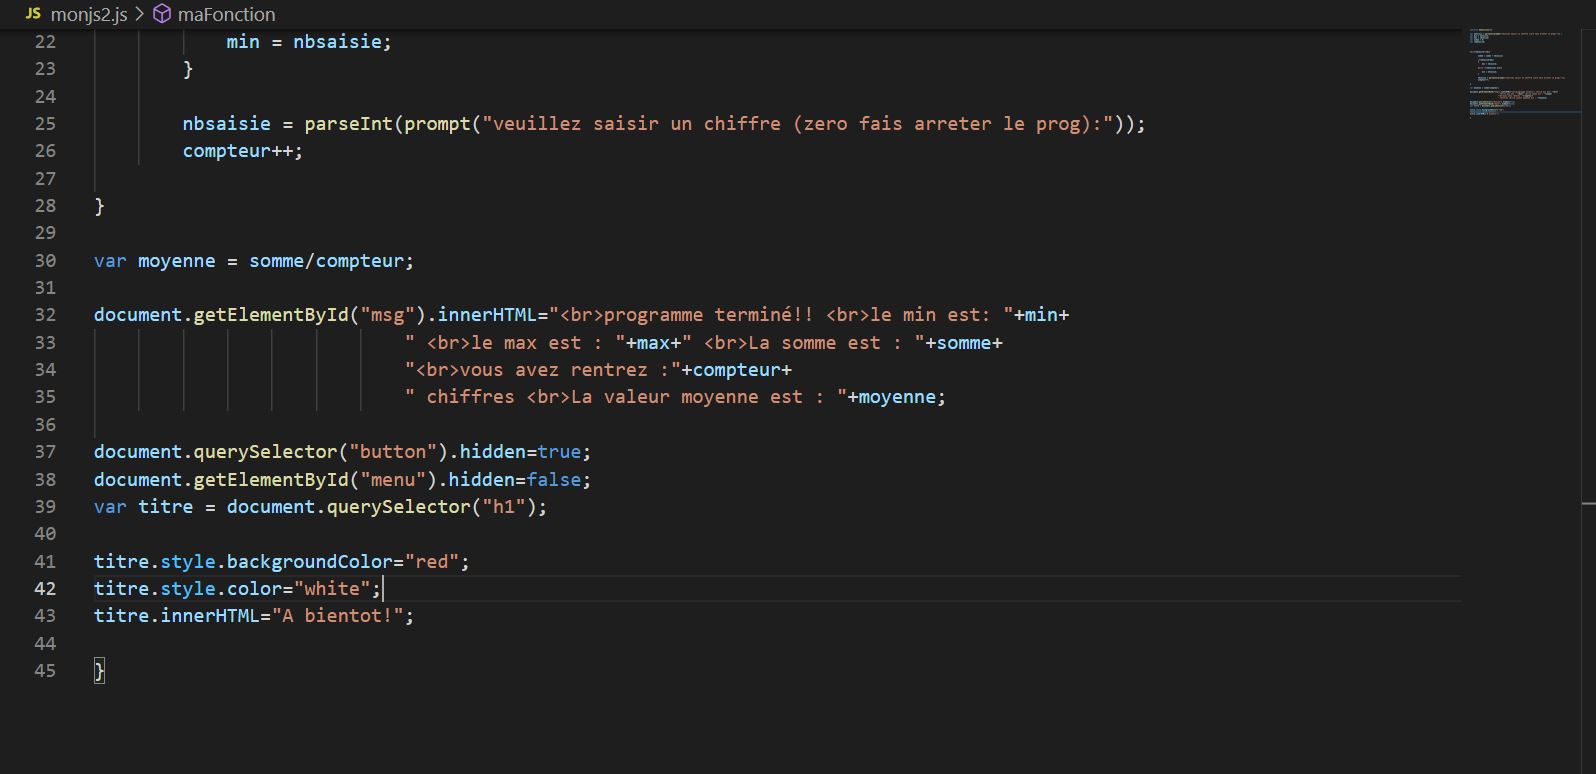 JS monjs2.js > maFonction
22 min = nbsaisie;
23 }
24
25 nbsaisie = parseInt(prompt("veuillez saisir un chiffre (zero fais arreter le prog):"));
26 compteur++;
27
28 }
29
30 var moyenne = somme/compteur;
31
32 document.getElementById("msg").innerHTML="<br>programme terminé!! <br>le min est: "+min+
33 " <br>le max est : "+max+" <br>La somme est : "+somme+
34 "<br>vous avez rentrez :"+compteur+
35 " chiffres <br>La valeur moyenne est : "+moyenne;
36
37 document.querySelector("button").hidden=true;
38 document.getElementById("menu").hidden=false;
39 var titre = document.querySelector("h1");
40
41 titre.style.backgroundColor="red";
42 titre.style.color="white";
43 titre.innerHTML="A bientot!";
44
45 }